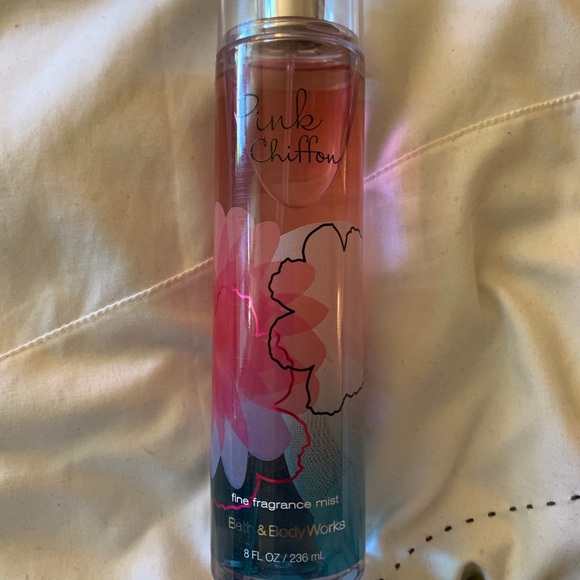 Pink
Chiffon
fine fragrance mist
Bath & Body Works
8 FL OZ / 236 mL